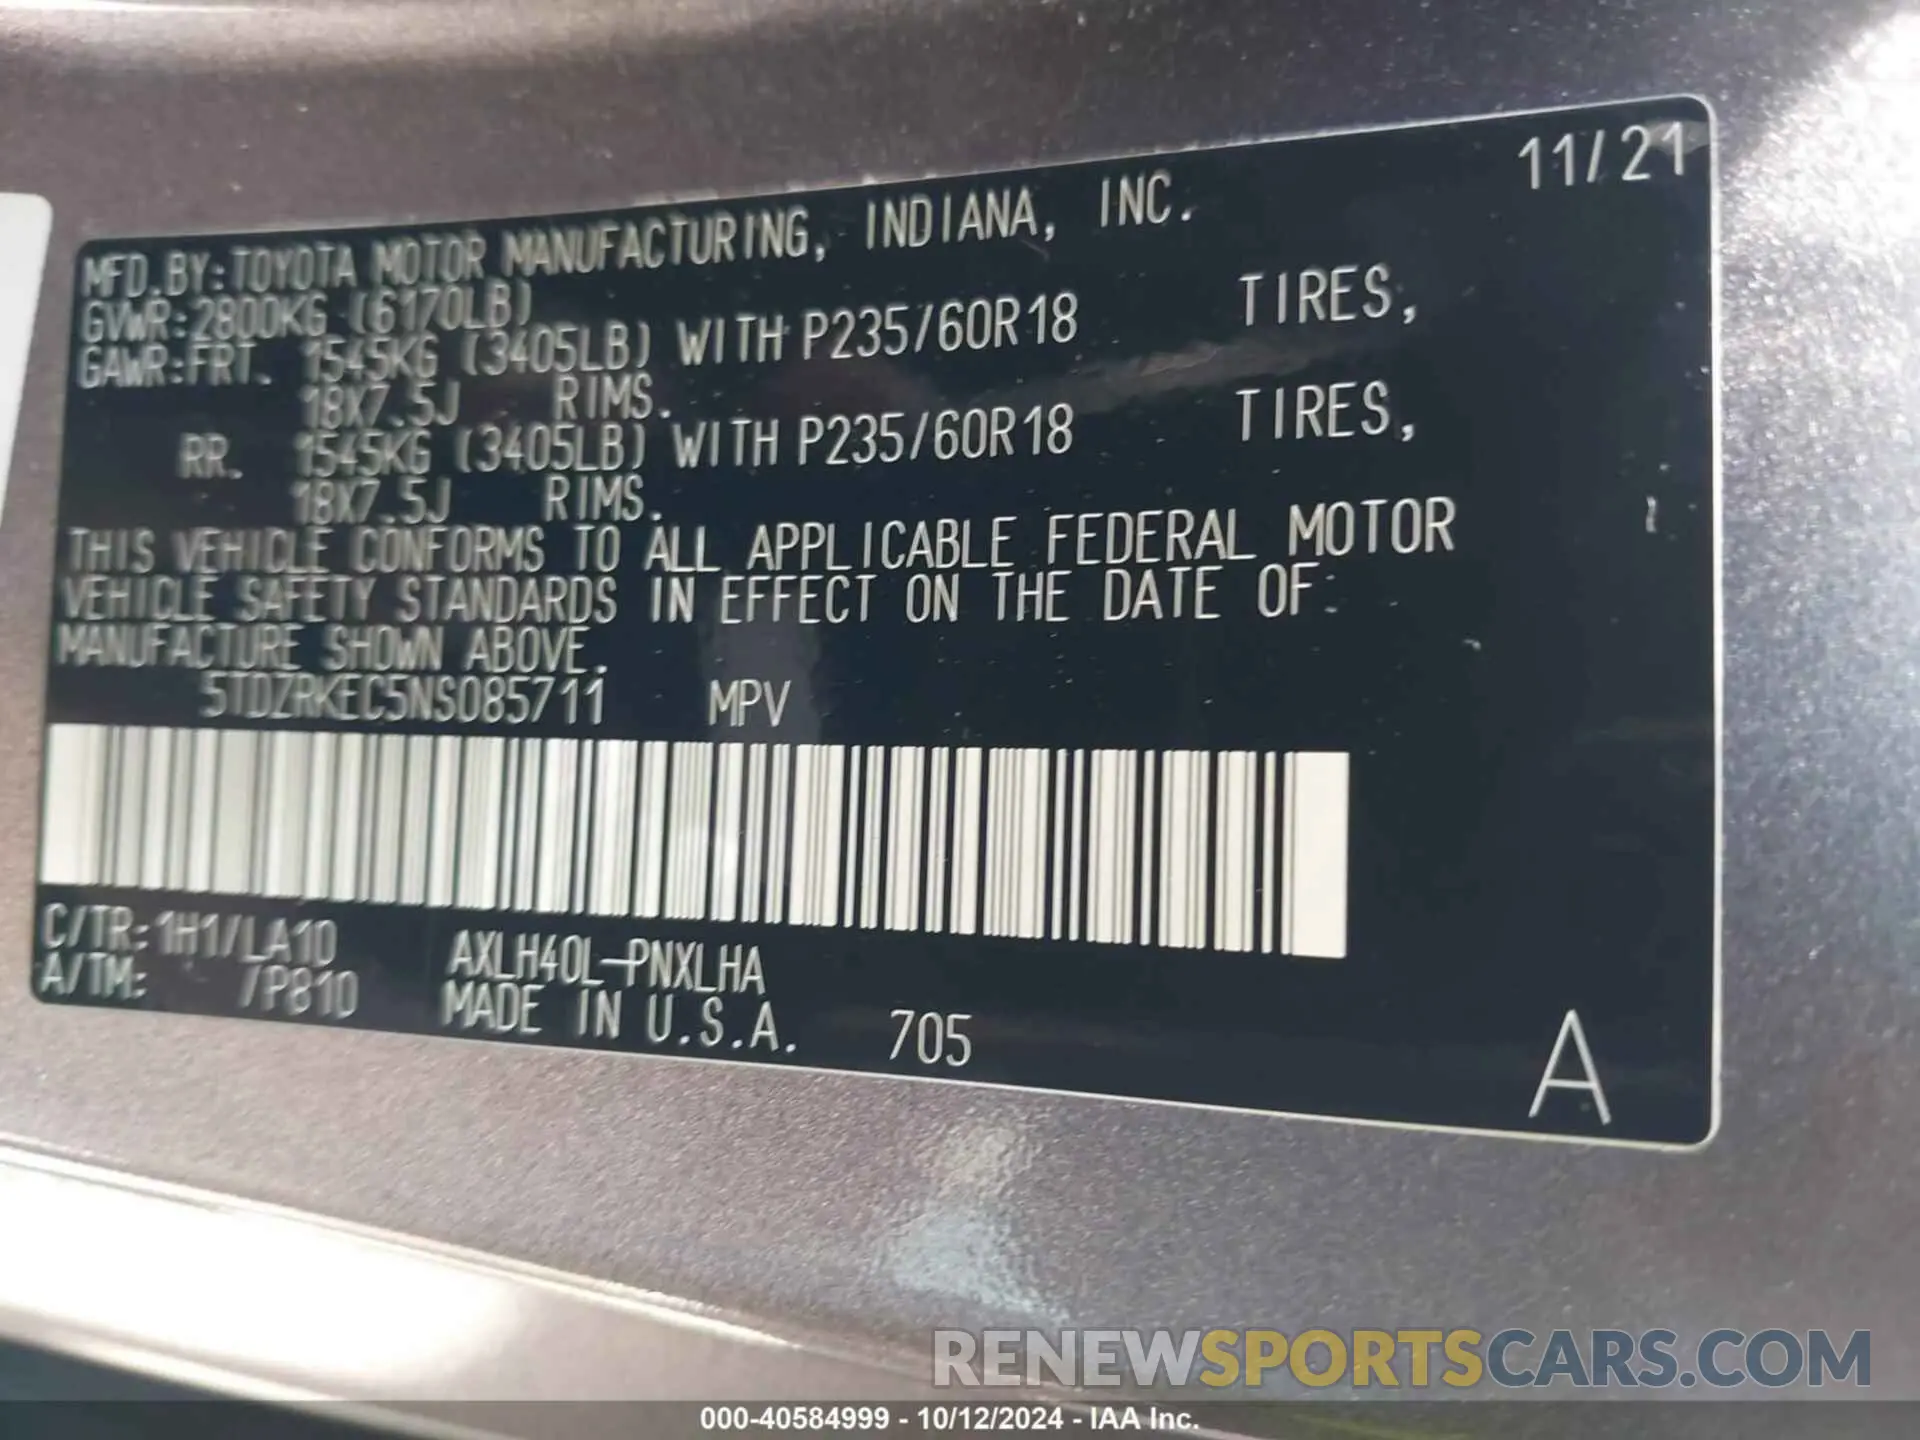 11/21
MFD.BY:TOYOTA MOTOR MANUFACTURING, INDIANA, INC.
GVWR:2800KG (6170LB)
GAWR:FRT. 1545KG (3405LB) WITH P235/60R18 TIRES,
18X7.5J RIMS.
RR. 1545KG (3405LB) WITH P235/60R18 TIRES,
18X7.5J RIMS.
THIS VEHICLE CONFORMS TO ALL APPLICABLE FEDERAL MOTOR
VEHICLE SAFETY STANDARDS IN EFFECT ON THE DATE OF
MANUFACTURE SHOWN ABOVE.
5TDZRKEC5NS085711 MPV
C/TR:1H1/LA10 AXLH40L-PNXLHA
A/TM: /P810 MADE IN U.S.A. 705
A
RENEWSPORTSCARS.COM
000-40584999 - 10/12/2024 - IAA Inc.